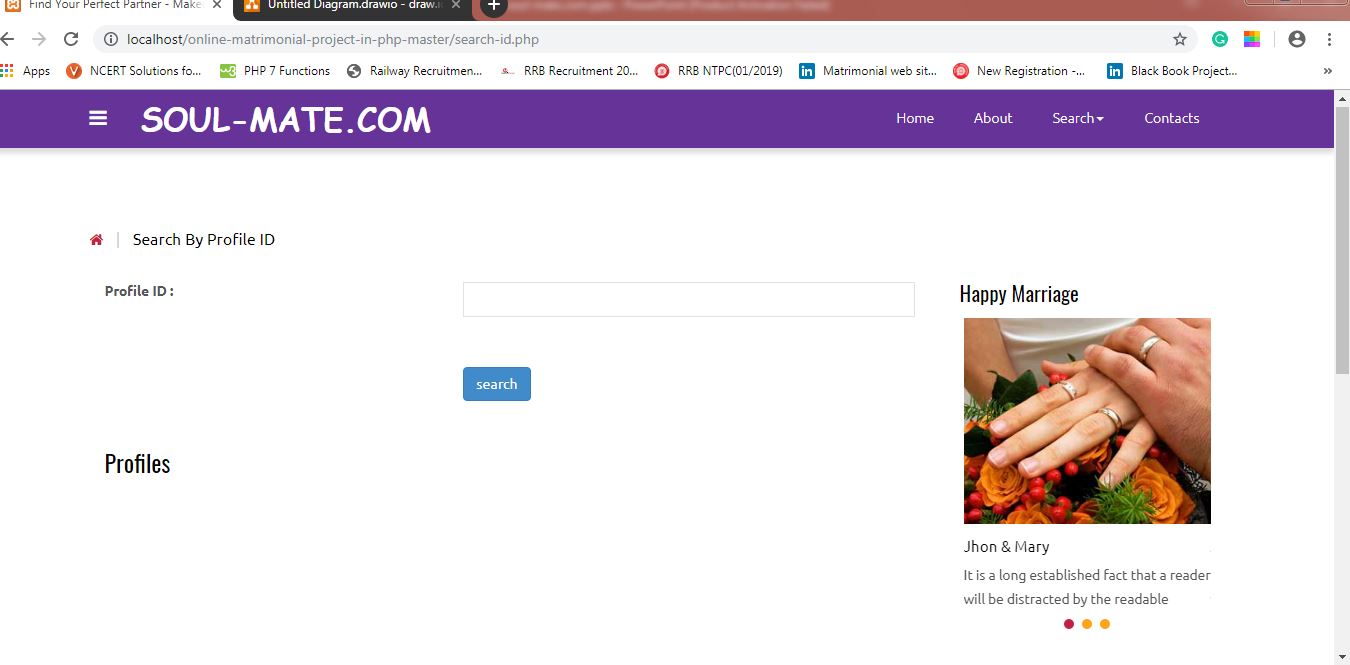 Find Your Perfect Partner - Make
Untitled Diagram.drawio - draw.i
localhost/online-matrimonial-project-in-php-master/search-id.php
Apps
NCERT Solutions fo...
PHP 7 Functions
Railway Recruitmen...
RRB Recruitment 20...
RRB NTPC(01/2019)
Matrimonial web sit...
New Registration -...
Black Book Project...
»
SOUL-MATE.COM
Home
About
Search
Contacts
Search By Profile ID
Profile ID :
search
Profiles
Happy Marriage
Jhon & Mary
It is a long established fact that a reader
will be distracted by the readable